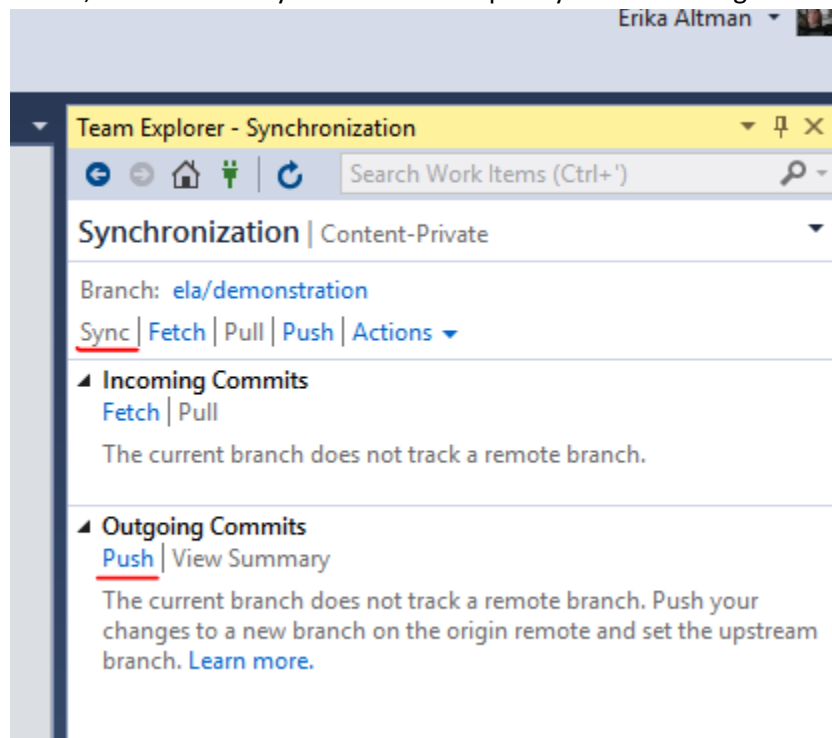 Erika Altman
Team Explorer - Synchronization
Search Work Items (Ctrl+')
Synchronization | Content-Private
Branch: ela/demonstration
Sync | Fetch | Pull | Push | Actions
Incoming Commits
Fetch | Pull
The current branch does not track a remote branch.
Outgoing Commits
Push | View Summary
The current branch does not track a remote branch. Push your
changes to a new branch on the origin remote and set the upstream
branch. Learn more.